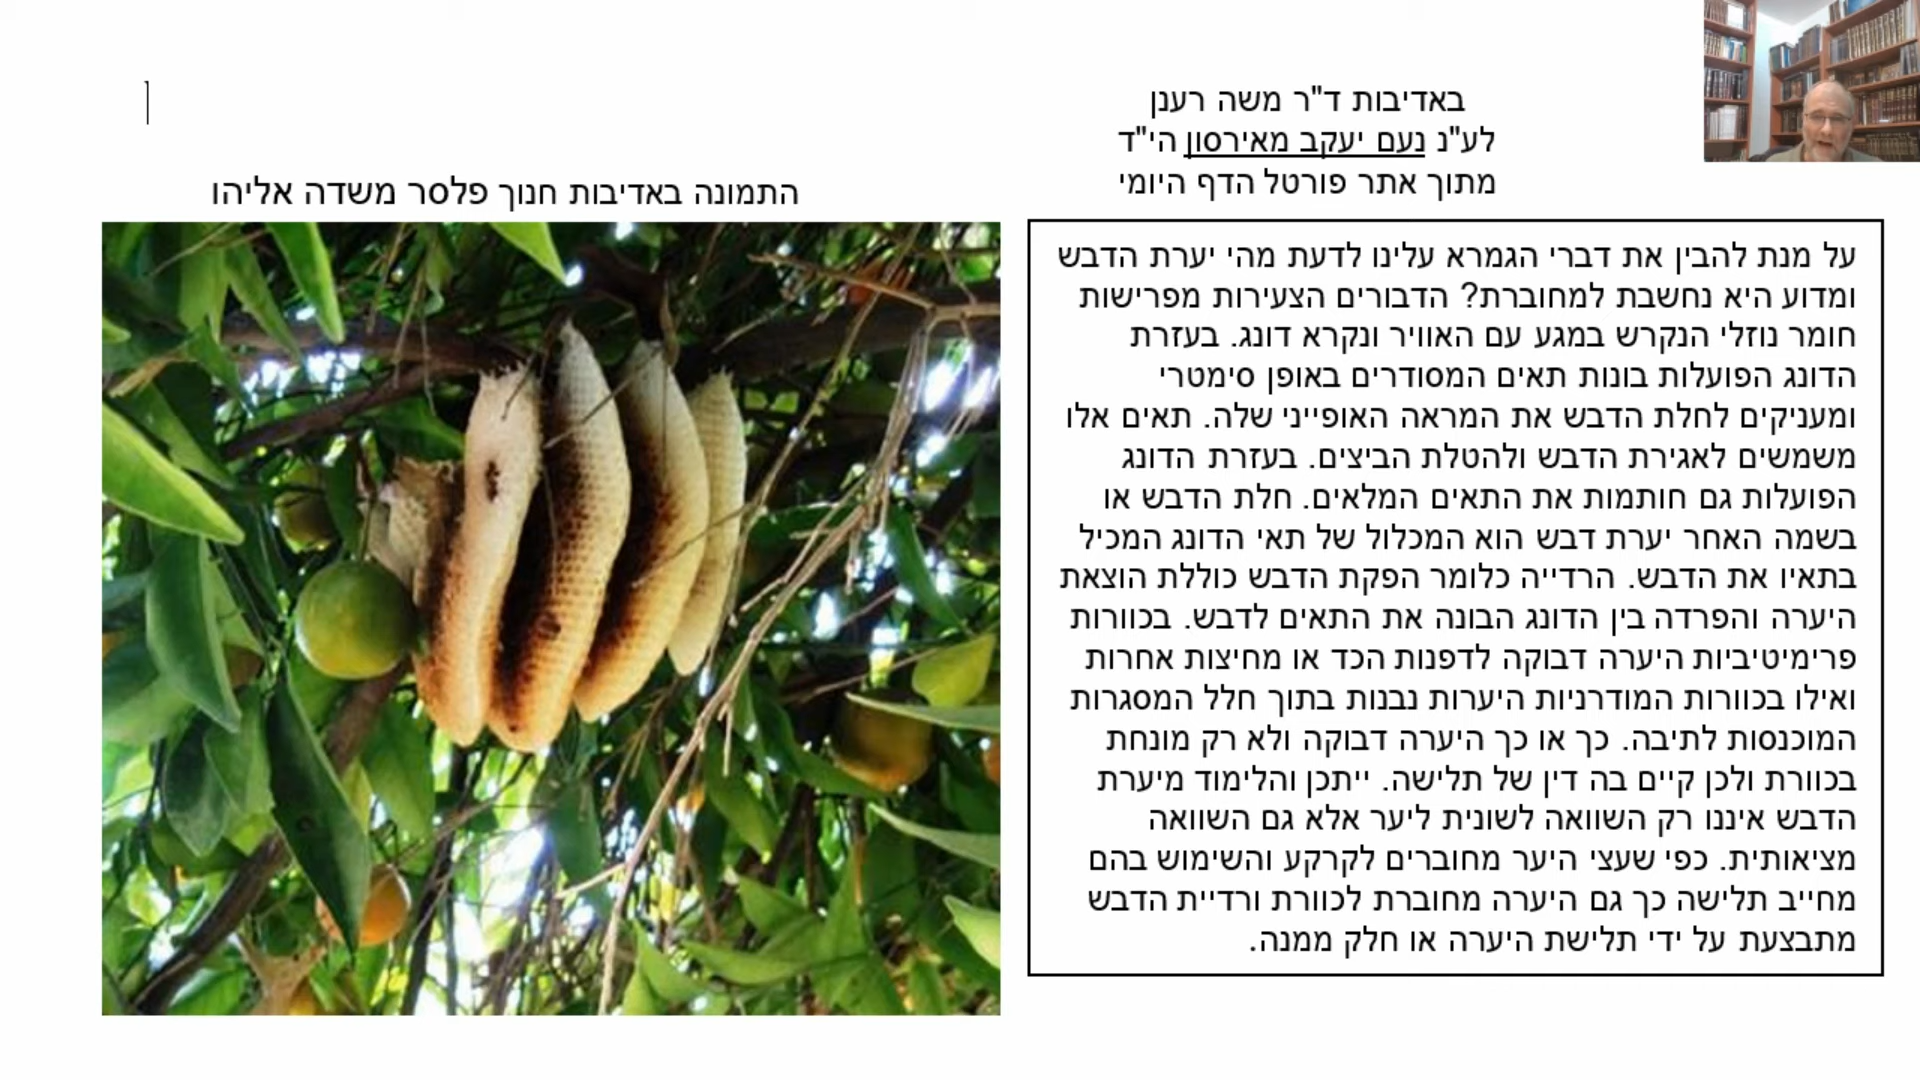 באדיבות ד"ר משה רענן
לע"נ נעם יעקב מאירסון הי"ד
מתוך אתר פורטל הדף היומי
התמונה באדיבות חנוך פלסר משדה אליהו
על מנת להבין את דברי הגמרא עלינו לדעת מהי יערת הדבש
ומדוע היא נחשבת למחוברת? הדבורים הצעירות מפרישות
חומר נוזלי הנקרש במגע עם האוויר ונקרא דונג. בעזרת
הדונג הפועלות בונות תאים המסודרים באופן סימטרי
ומעניקים לחלת הדבש את המראה האופייני שלה. תאים אלו
משמשים לאגירת הדבש ולהטלת הביצים. בעזרת הדונג
הפועלות גם חותמות את התאים המלאים. חלת הדבש או
בשמה האחר יערת דבש הוא המכלול של תאי הדונג המכיל
בתאיו את הדבש. הרדייה כלומר הפקת הדבש כוללת הוצאת
היערה והפרדה בין הדונג הבונה את התאים לדבש. בכוורות
פרימיטיביות היערה דבוקה לדפנות הכד או מחיצות אחרות
ואילו בכוורות המודרניות היערות נבנות בתוך חלל המסגרות
המוכנסות לתיבה. כך או כך היערה דבוקה ולא רק מונחת
בכוורת ולכן קיים בה דין של תלישה. ייתכן והלימוד מיערת
הדבש איננו רק השוואה לשונית ליער אלא גם השוואה
מציאותית. כפי שעצי היער מחוברים לקרקע והשימוש בהם
מחייב תלישה כך גם היערה מחוברת לכוורת ורדיית הדבש
מתבצעת על ידי תלישת היערה או חלק ממנה.